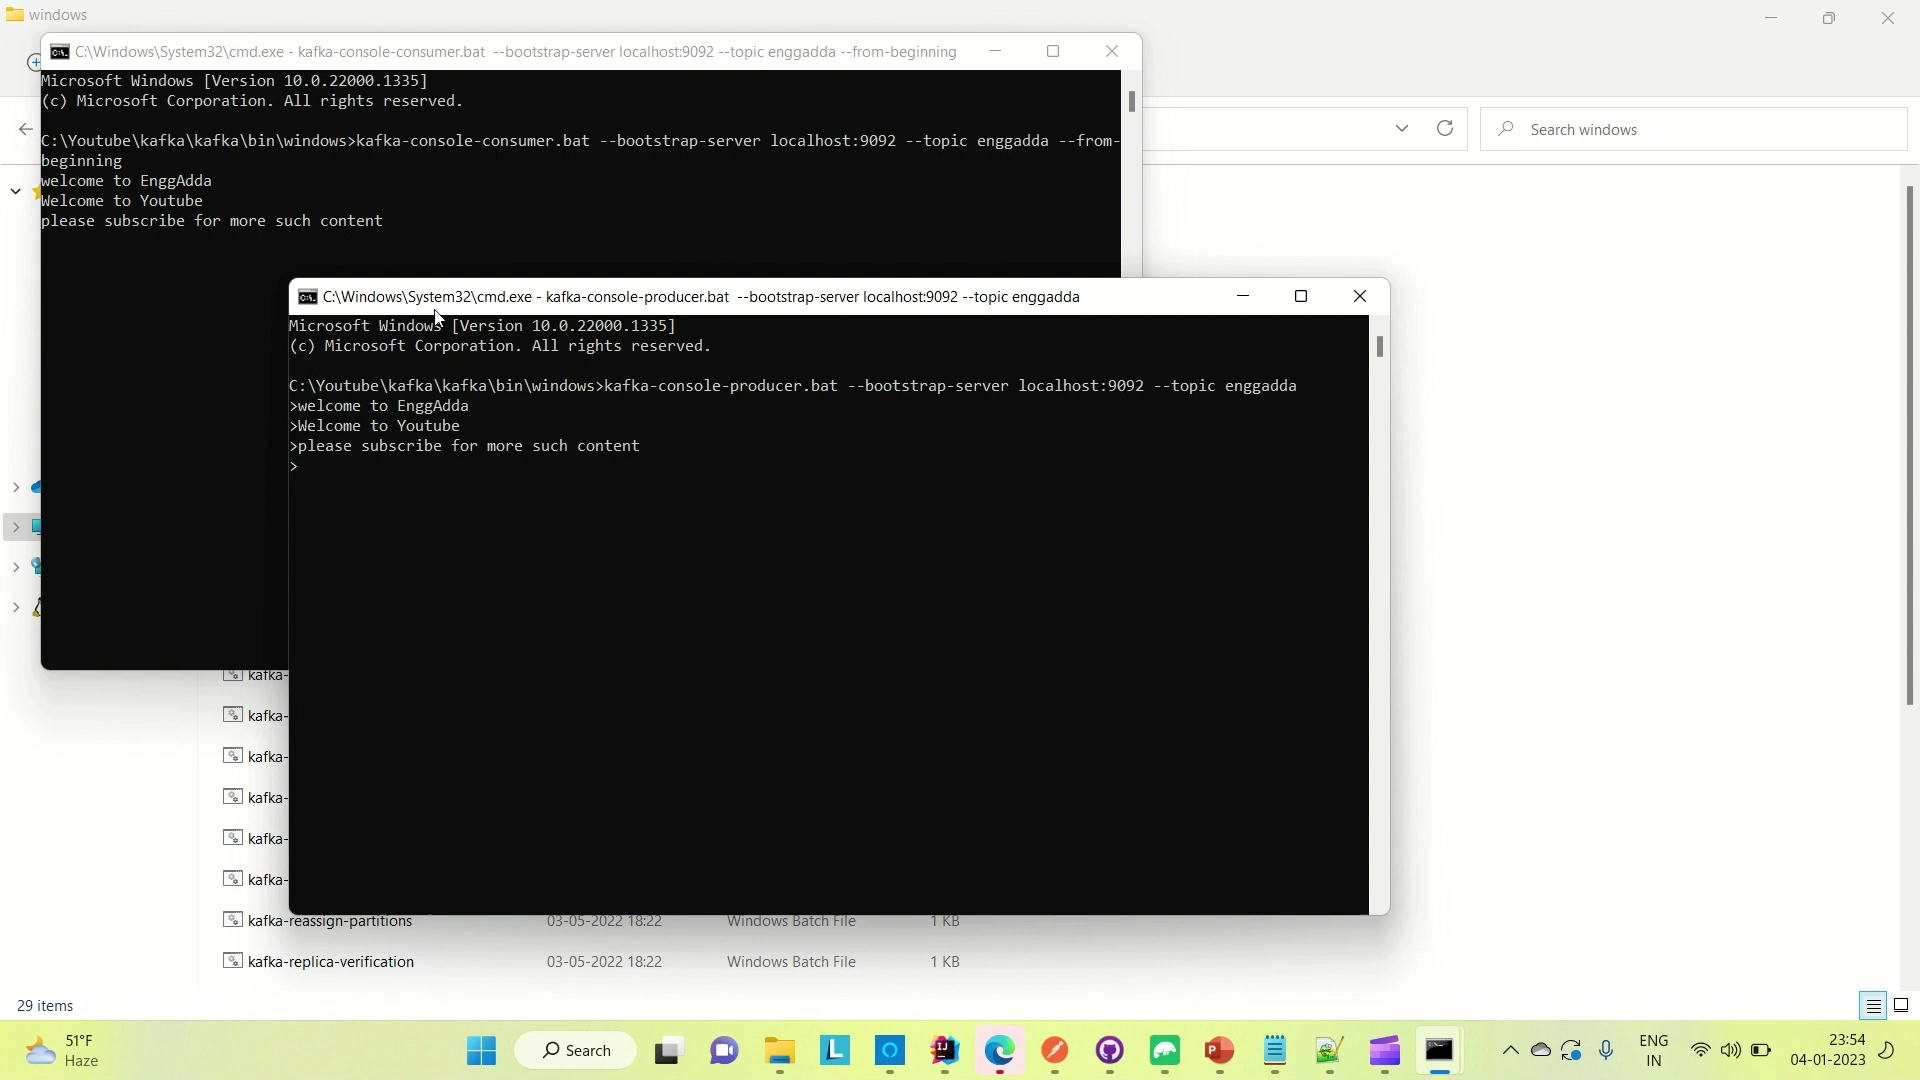 windows
C:\Windows\System32\cmd.exe - kafka-console-consumer.bat --bootstrap-server localhost:9092 --topic enggadda --from-beginning
Microsoft Windows [Version 10.0.22000.1335]
(c) Microsoft Corporation. All rights reserved.
C:\Youtube\kafka\kafka\bin\windows>kafka-console-consumer.bat --bootstrap-server localhost:9092 --topic enggadda --from-
beginning
welcome to EnggAdda
Welcome to Youtube
please subscribe for more such content
Search windows
C:\Windows\System32\cmd.exe - kafka-console-producer.bat --bootstrap-server localhost:9092 --topic enggadda
Microsoft Windows [Version 10.0.22000.1335]
(c) Microsoft Corporation. All rights reserved.
C:\Youtube\kafka\kafka\bin\windows>kafka-console-producer.bat --bootstrap-server localhost:9092 --topic enggadda
>welcome to EnggAdda
>Welcome to Youtube
>please subscribe for more such content
>
kafka-
kafka-
kafka-
kafka-
kafka-
kafka-
kafka-reassign-partitions 03-05-2022 18:22 Windows Batch File 1 KB
kafka-replica-verification 03-05-2022 18:22 Windows Batch File 1 KB
29 items
51°F
Haze
Search
ENG
IN
23:54
04-01-2023